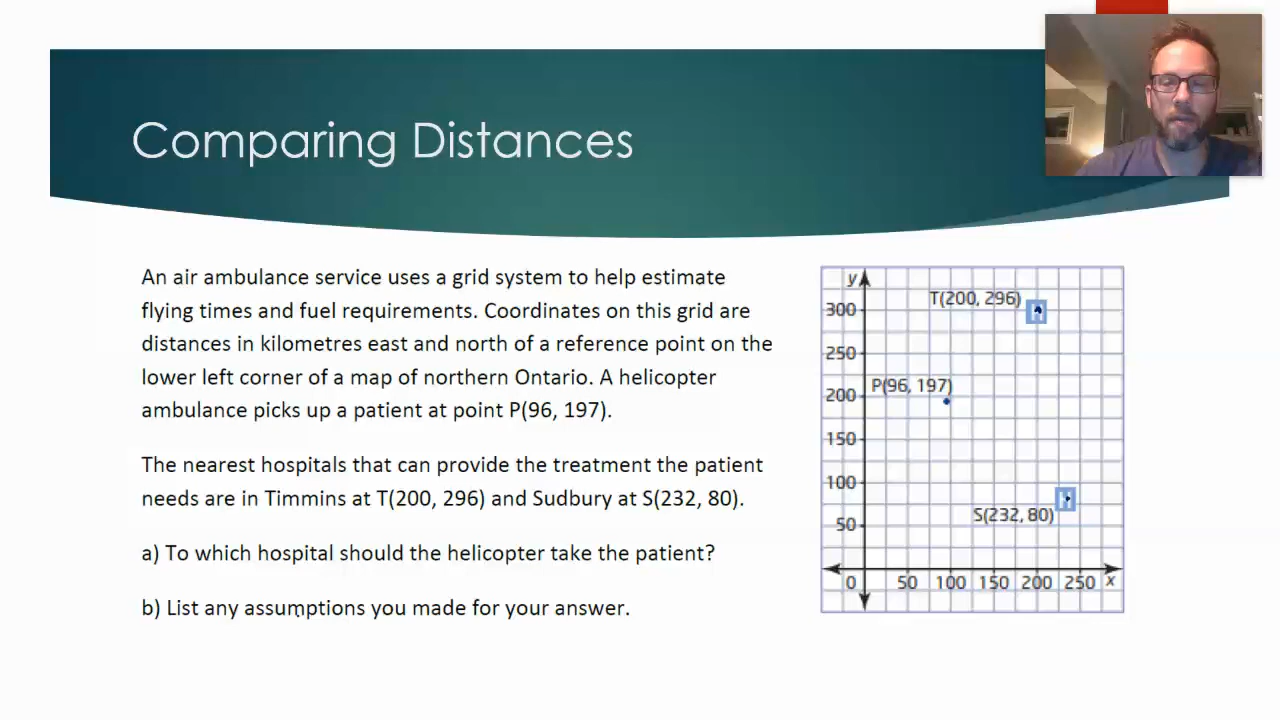 Comparing Distances
An air ambulance service uses a grid system to help estimate
flying times and fuel requirements. Coordinates on this grid are
distances in kilometres east and north of a reference point on the
lower left corner of a map of northern Ontario. A helicopter
ambulance picks up a patient at point P(96, 197).
The nearest hospitals that can provide the treatment the patient
needs are in Timmins at T(200, 296) and Sudbury at S(232, 80).
a) To which hospital should the helicopter take the patient?
b) List any assumptions you made for your answer.
y
T(200, 296)
H
300
250
P(96, 197)
200
150
100
H
S(232, 80)
50
0 50 100 150 200 250 x